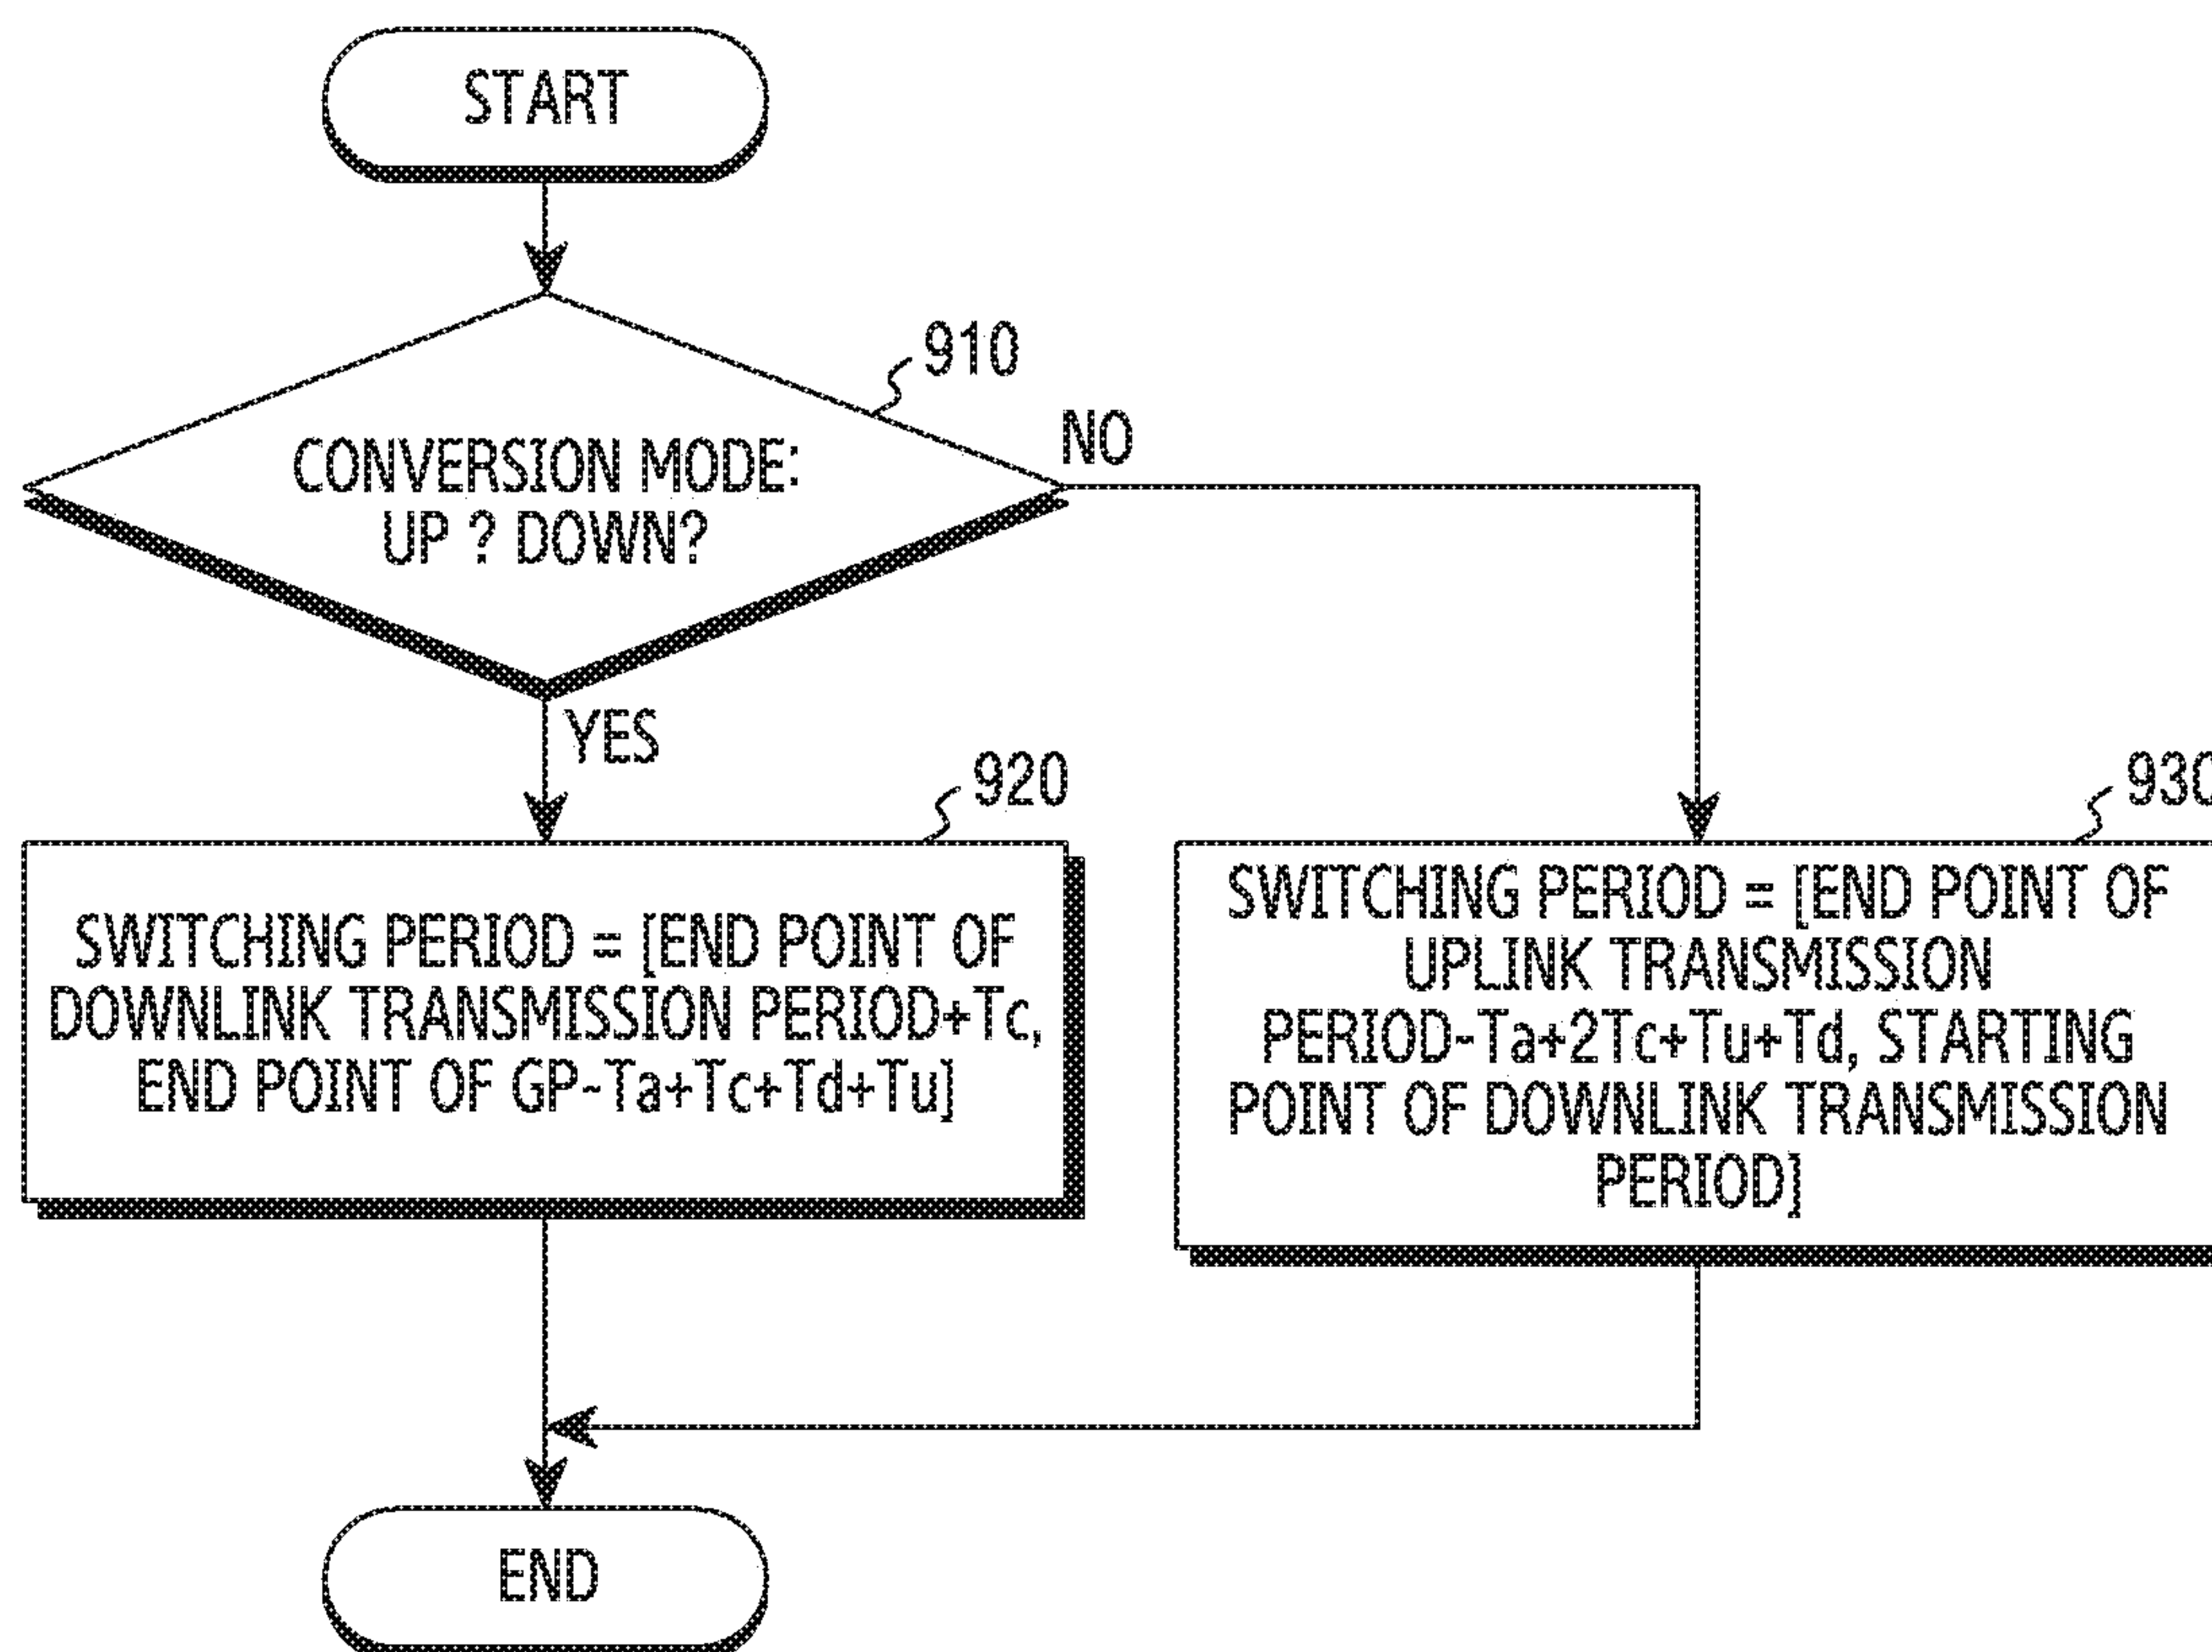 START
910
CONVERSION MODE:
UP ? DOWN?
NO
YES
920
SWITCHING PERIOD = [END POINT OF
DOWNLINK TRANSMISSION PERIOD+Tc,
END POINT OF GP-Ta+Tc+Td+Tu]
930
SWITCHING PERIOD = [END POINT OF
UPLINK TRANSMISSION
PERIOD-Ta+2Tc+Tu+Td, STARTING
POINT OF DOWNLINK TRANSMISSION
PERIOD]
END